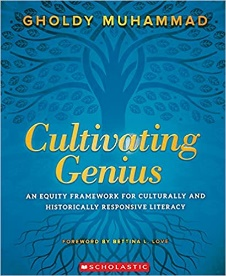 GHOLDY MUHAMMAD
Cultivating
Genius
AN EQUITY FRAMEWORK FOR CULTURALLY AND
HISTORICALLY RESPONSIVE LITERACY
FOREWORD BY BETTINA L. LOVE
SCHOLASTIC